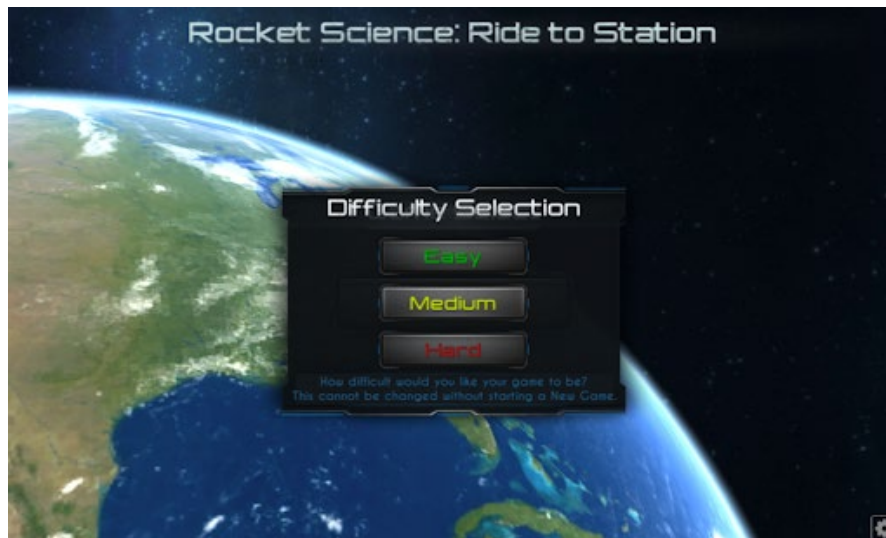 Rocket Science: Ride to Station
Difficulty Selection
Easy
Medium
Hard
How difficult would you like your game to be?
This cannot be changed without starting a New Game.